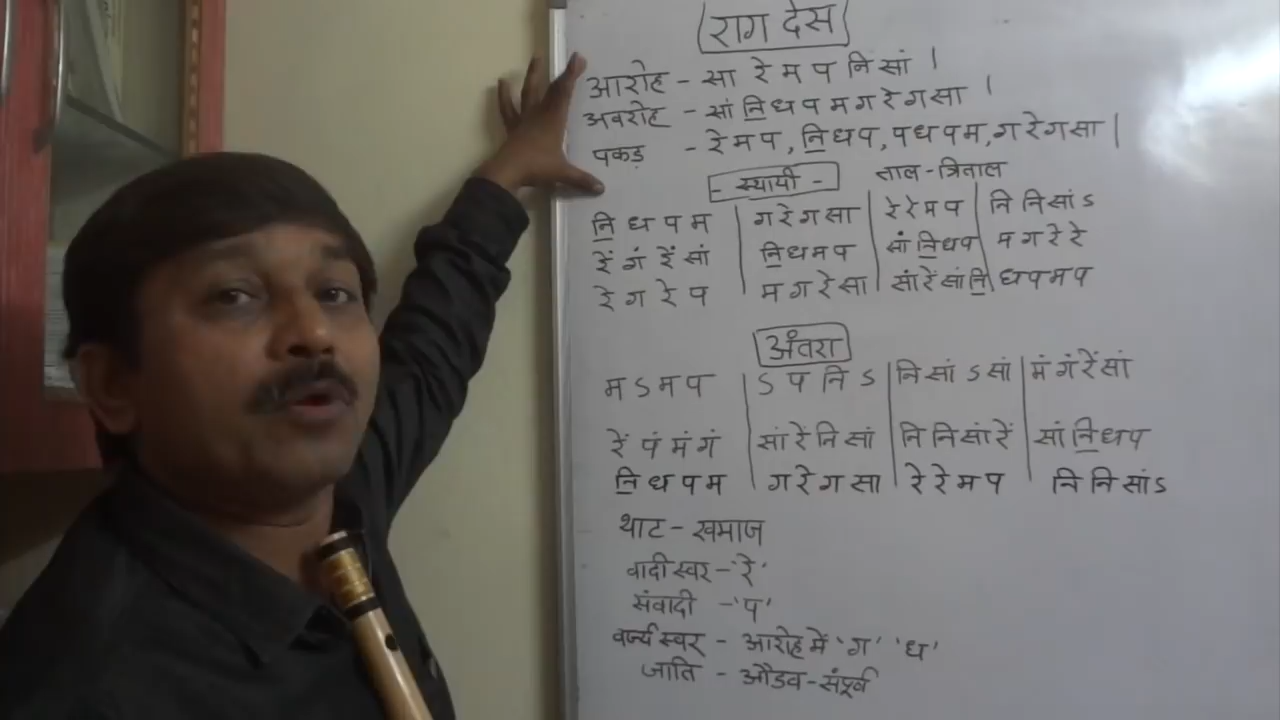 राग देस
आरोह - सा रे म प नि सां ।
अवरोह - सां नि॒ ध प म ग रे ग सा ।
पकड़ - रे म प, नि॒ ध प, प ध प म, ग रे ग सा |
- स्थायी - ताल - त्रिताल
नि॒ ध प म | ग रे ग सा | रे रे म प | नि नि सां ऽ
रें गं रें सां | नि॒ ध म प | सां नि॒ ध प | म ग रे रे
रे ग रे प | म ग रे सा | सां रें सां नि॒ | ध प म प
अंतरा
म ऽ म प | ऽ प नि ऽ | नि सां ऽ सां | मं गं रें सां
रें पं मं गं | सां रें नि सां | नि नि सां रें | सां नि॒ ध प
नि॒ ध प म | ग रे ग सा | रे रे म प | नि नि सां ऽ
थाट - खमाज
वादी स्वर - 'रे'
संवादी - 'प'
वर्ज्य स्वर - आरोह में 'ग' 'ध'
जाति - औडव - संपूर्व